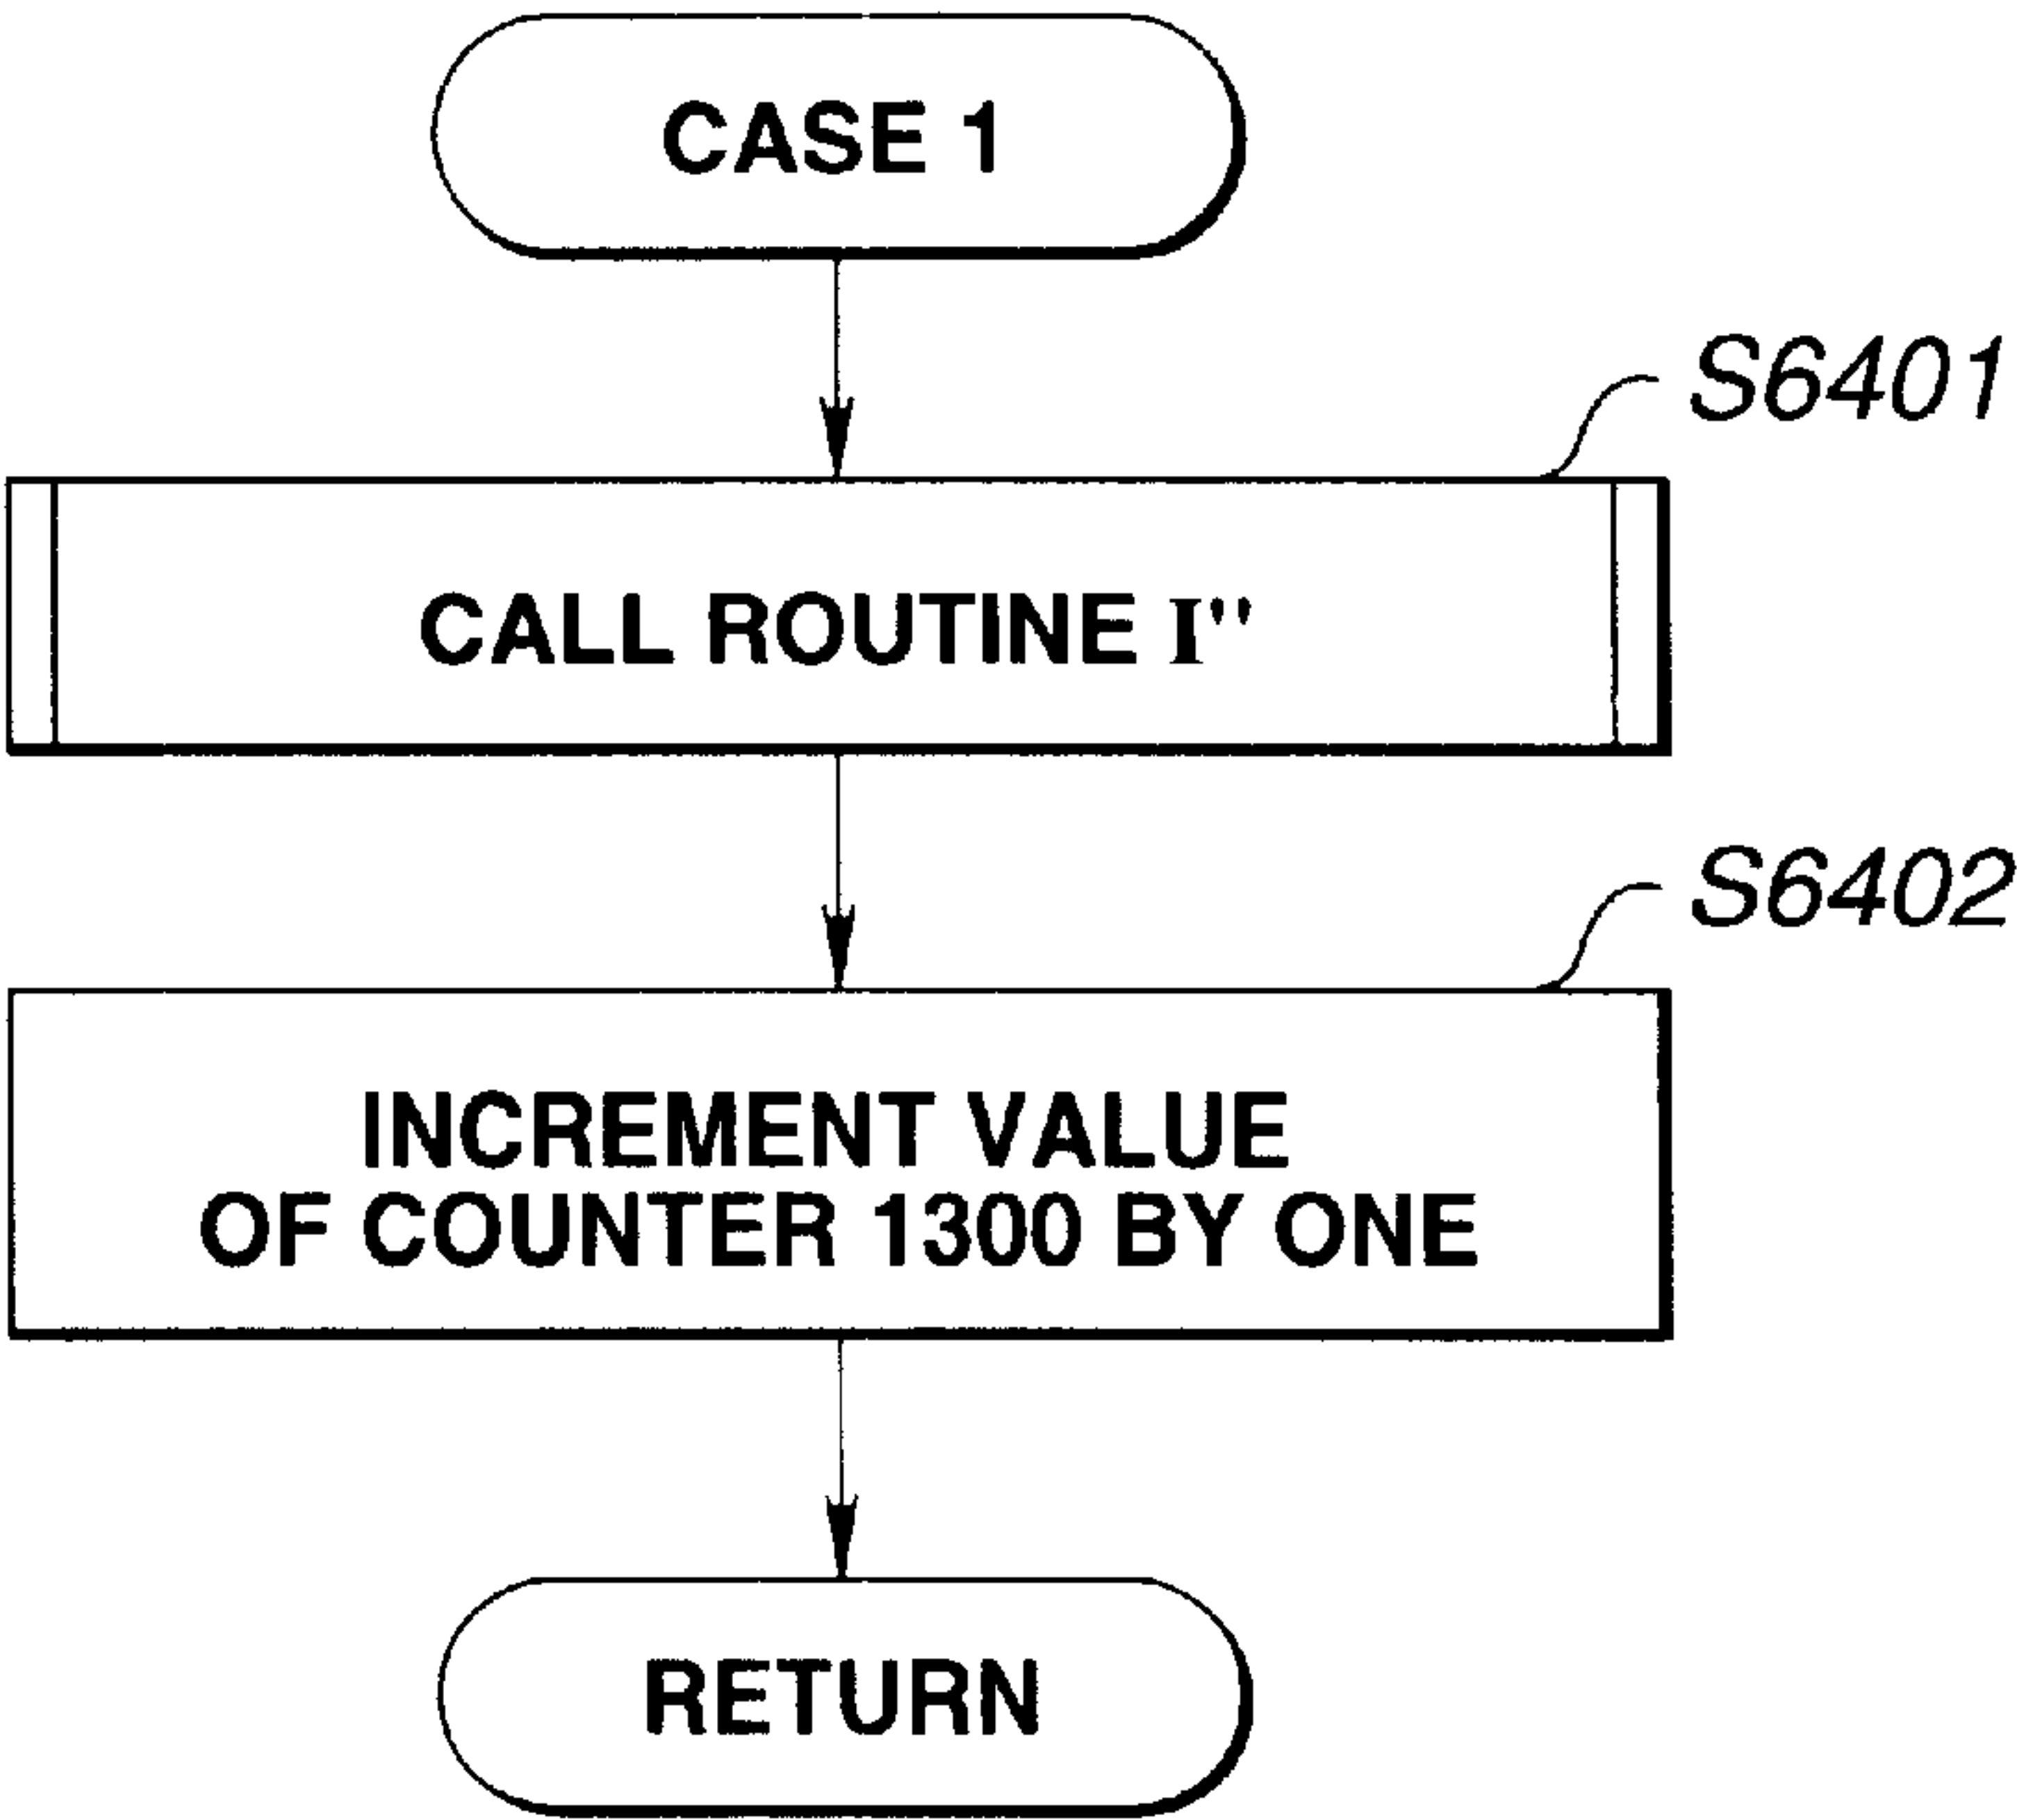 CASE 1
S6401
CALL ROUTINE I"
S6402
INCREMENT VALUE
OF COUNTER 1300 BY ONE
RETURN